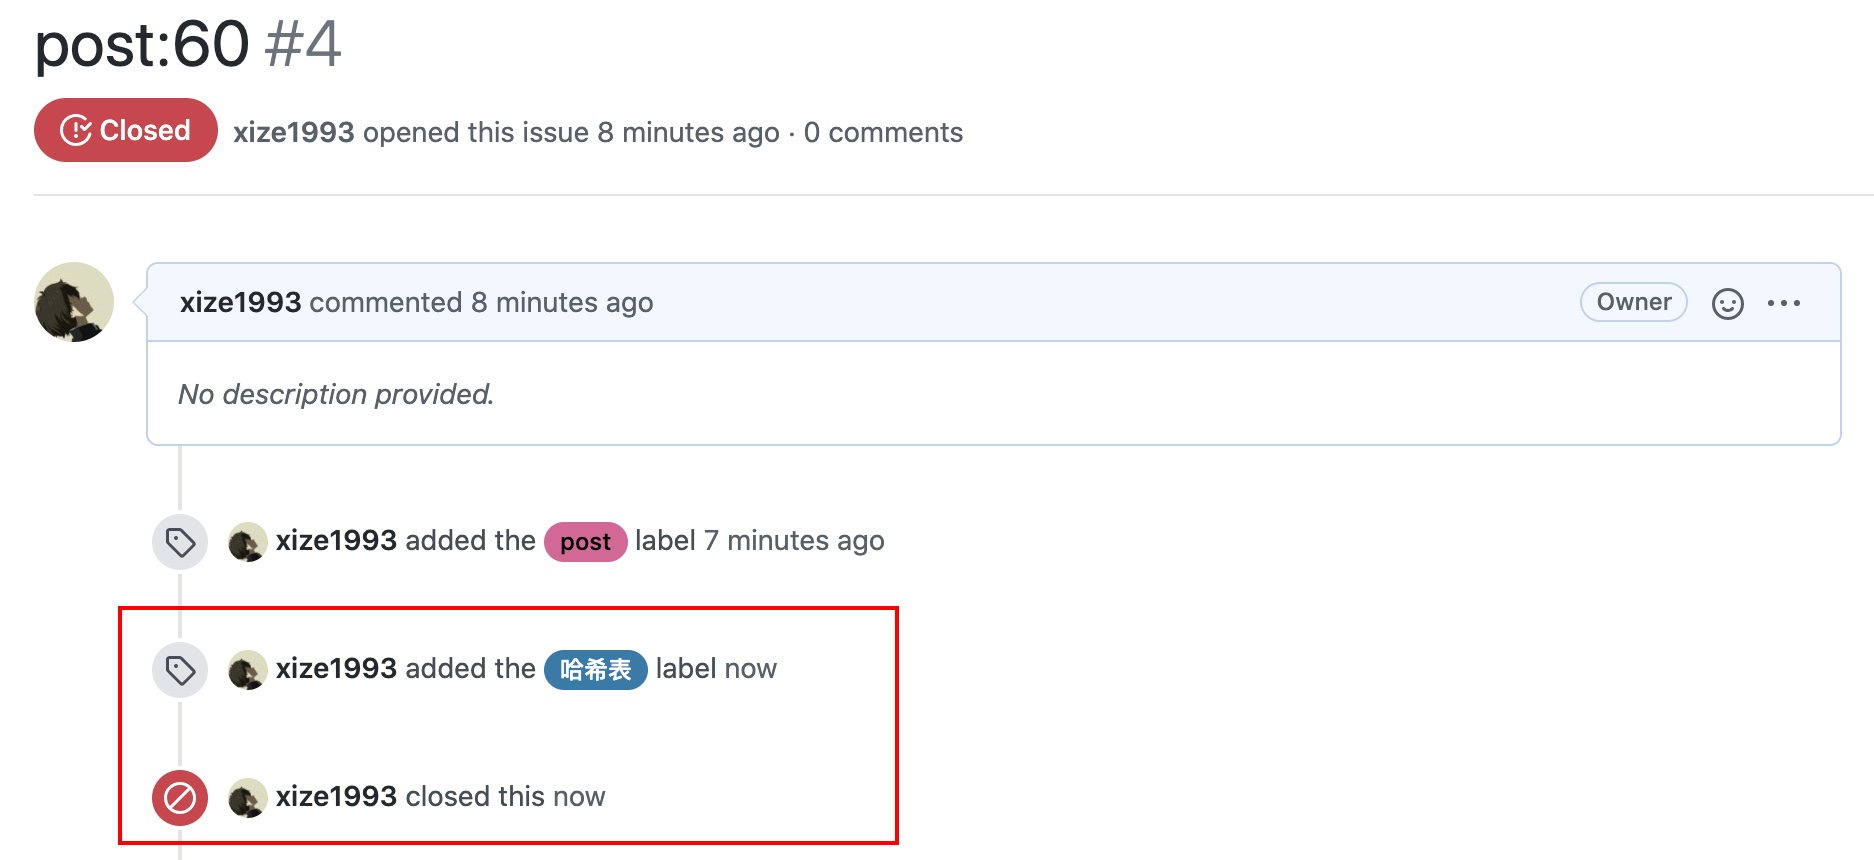 post:60 #4
Closed xize1993 opened this issue 8 minutes ago · 0 comments
xize1993 commented 8 minutes ago Owner
No description provided.
xize1993 added the post label 7 minutes ago
xize1993 added the 哈希表 label now
xize1993 closed this now